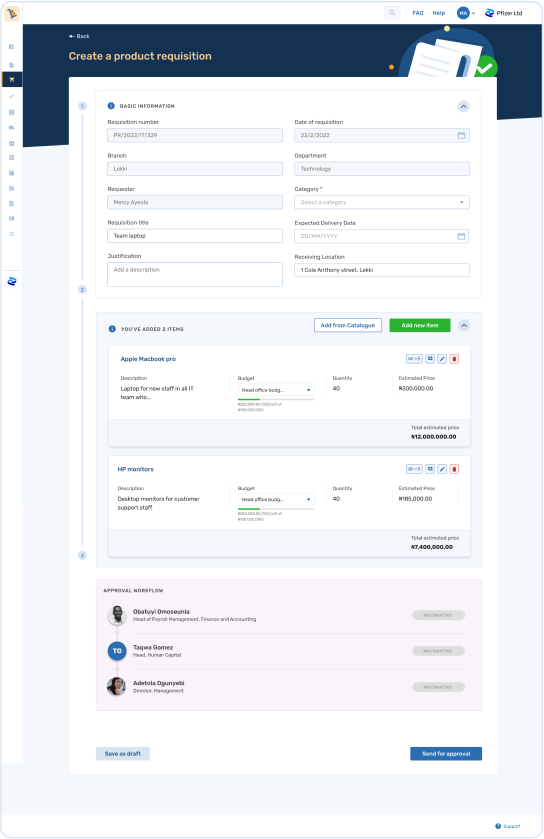 FAQ Help MA Pfizer Ltd
← Back
Create a product requisition
1
BASIC INFORMATION
Requisition number Date of requisition
PR/2022/IT/329 23/2/2022
Branch Department
Lekki Technology
Requester Category *
Mercy Ayeola Select a category
Requisition title Expected Delivery Date
Team laptop DD/MM/YYYY
Justification Receiving Location
Add a description 1 Cole Anthony street, Lekki
2
YOU'VE ADDED 2 ITEMS Add from Catalogue Add new item
Apple Macbook pro
Description Budget Quantity Estimated Price
Laptop for new staff in all IT Head office budg... 40 ₦300,000.00
team who...
Total estimated price
₦12,000,000.00
HP monitors
Description Budget Quantity Estimated Price
Desktop monitors for customer Head office budg... 40 ₦185,000.00
support staff
Total estimated price
₦7,400,000.00
3
APPROVAL WORKFLOW
Obatuyi Omoseunla
Head of Payroll Management, Finance and Accounting
Not Sent Yet
TG Taqwa Gomez
Head, Human Capital
Not Sent Yet
Adetola Ogunyebi
Director, Management
Not Sent Yet
Save as draft Send for approval
Support